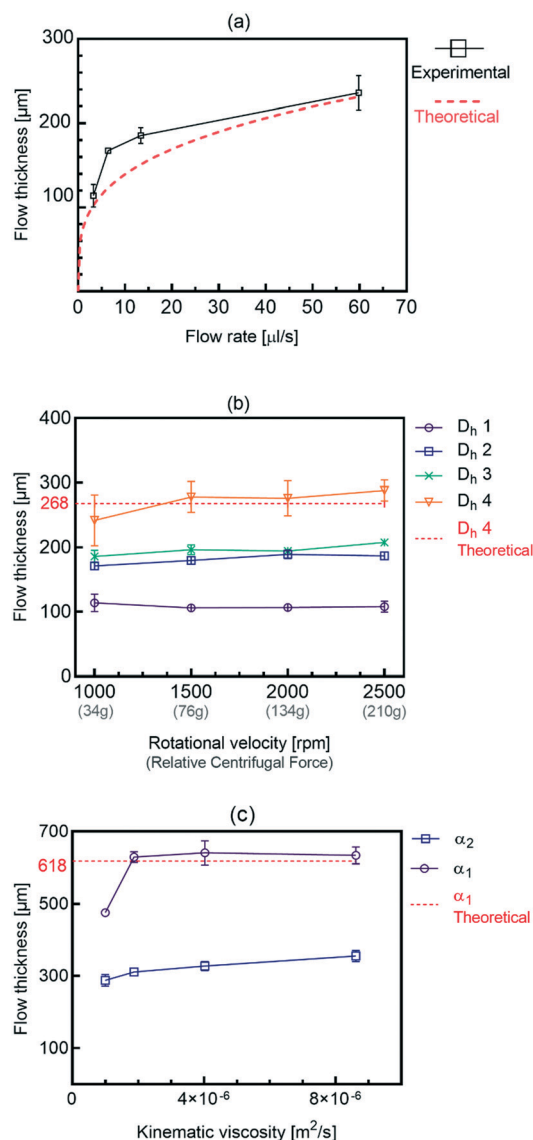 (a)
300
200
100
0
Flow thickness [µm]
0 10 20 30 40 50 60 70
Flow rate [µl/s]
Experimental
Theoretical
(b)
400
300
268
200
100
0
Flow thickness [µm]
1000 1500 2000 2500
(34g) (76g) (134g) (210g)
Rotational velocity [rpm]
(Relative Centrifugal Force)
Dₕ 1
Dₕ 2
Dₕ 3
Dₕ 4
Dₕ 4
Theoretical
(c)
700
618
500
300
100
Flow thickness [µm]
0 4×10⁻⁶ 8×10⁻⁶
Kinematic viscosity [m²/s]
α₂
α₁
α₁
Theoretical